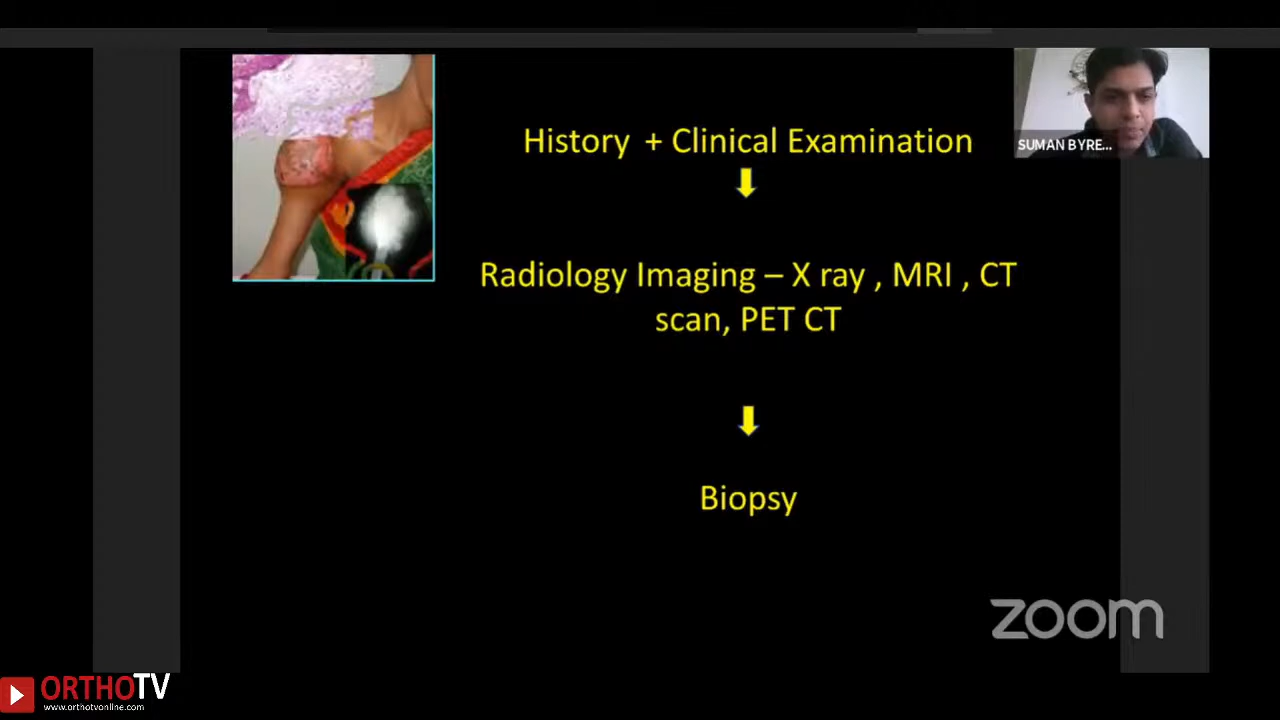 History + Clinical Examination
SUMAN BYRE...
Radiology Imaging – X ray , MRI , CT
scan, PET CT
Biopsy
zoom
ORTHOTV
www.orthotvonline.com